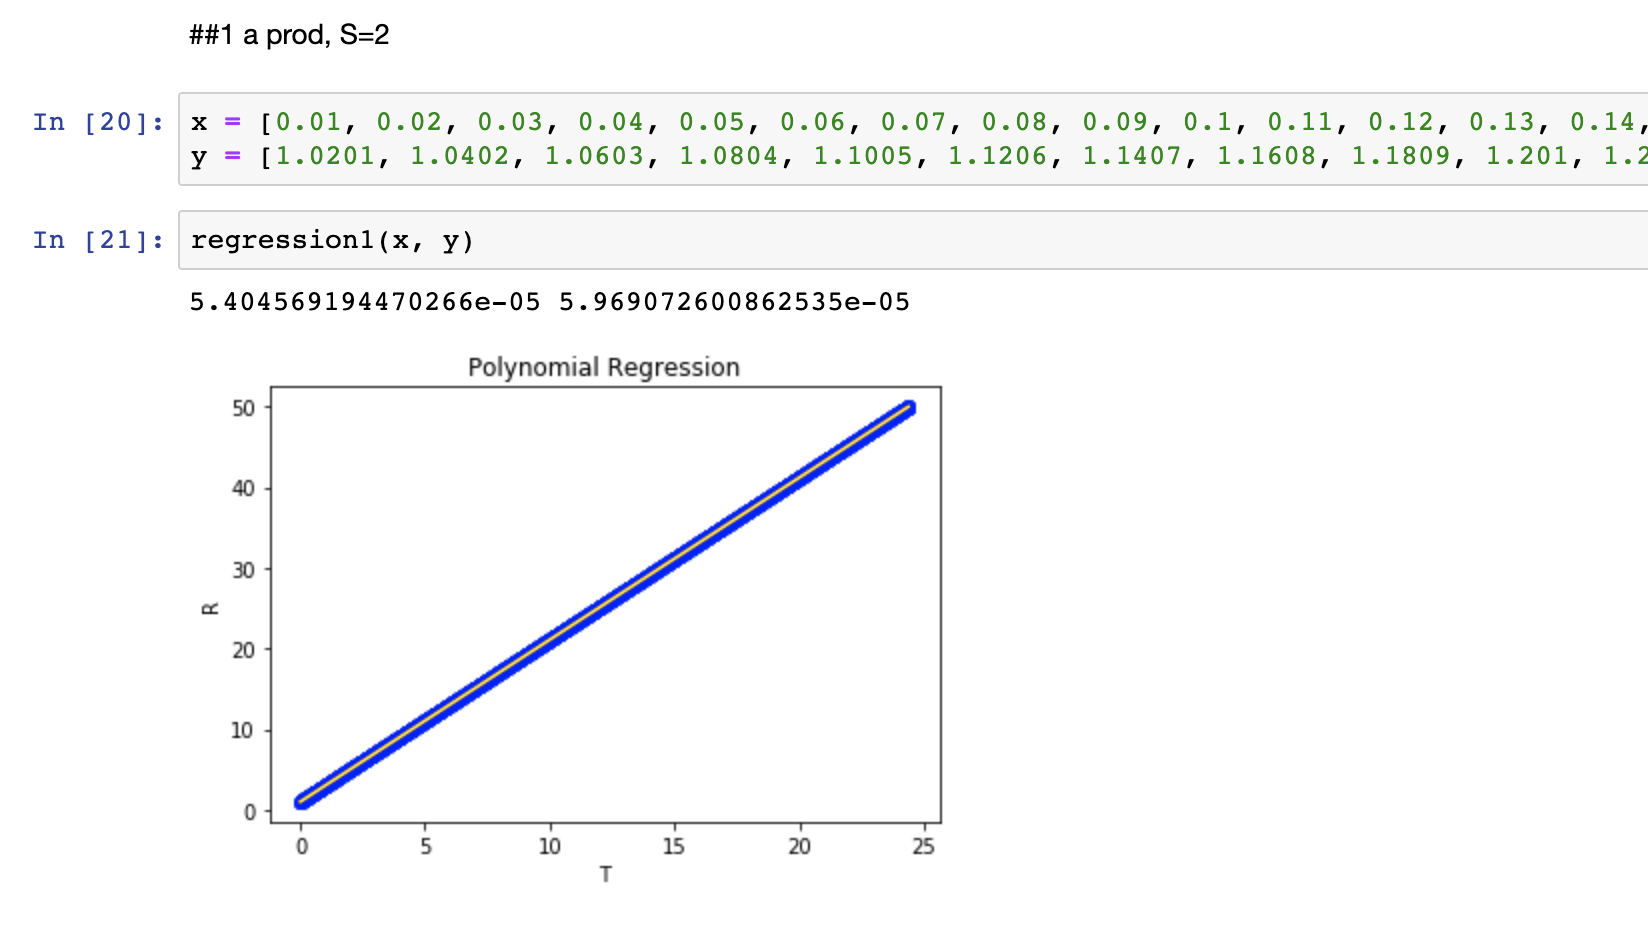 ##1 a prod, S=2
In [20]: x = [0.01, 0.02, 0.03, 0.04, 0.05, 0.06, 0.07, 0.08, 0.09, 0.1, 0.11, 0.12, 0.13, 0.14,
y = [1.0201, 1.0402, 1.0603, 1.0804, 1.1005, 1.1206, 1.1407, 1.1608, 1.1809, 1.201, 1.2
In [21]: regression1(x, y)
5.404569194470266e-05 5.969072600862535e-05
Polynomial Regression
50
40
30
R
20
10
0
0 5 10 15 20 25
T